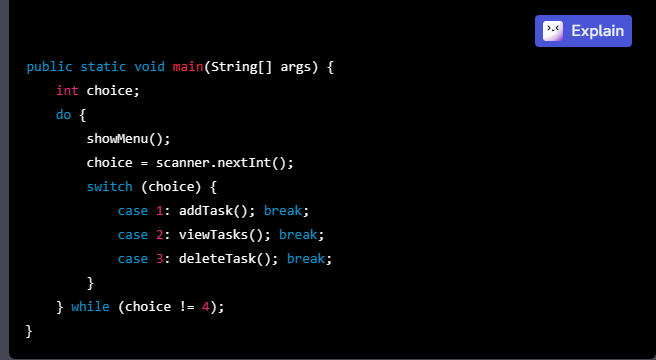 Explain
public static void main(String[] args) {
    int choice;
    do {
        showMenu();
        choice = scanner.nextInt();
        switch (choice) {
            case 1: addTask(); break;
            case 2: viewTasks(); break;
            case 3: deleteTask(); break;
        }
    } while (choice != 4);
}